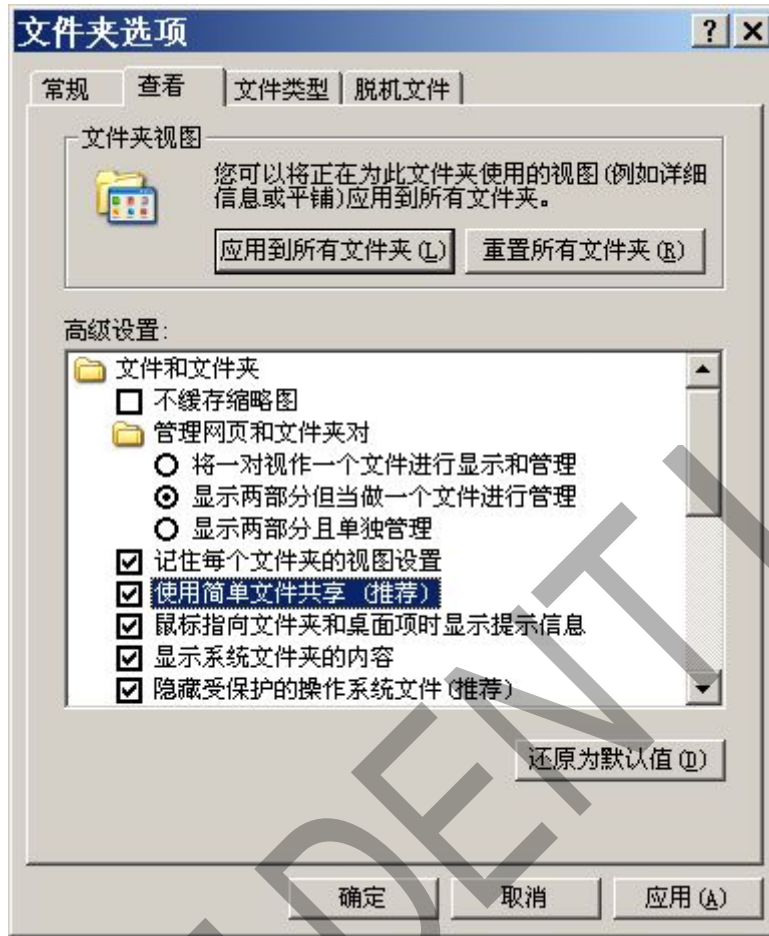 文件夹选项
常规 查看 文件类型 脱机文件
文件夹视图
您可以将正在为此文件夹使用的视图(例如详细
信息或平铺)应用到所有文件夹。
应用到所有文件夹(L) 重置所有文件夹(R)
高级设置:
文件和文件夹
不缓存缩略图
管理网页和文件夹对
将一对视作一个文件进行显示和管理
显示两部分但当做一个文件进行管理
显示两部分且单独管理
记住每个文件夹的视图设置
使用简单文件共享 (推荐)
鼠标指向文件夹和桌面项时显示提示信息
显示系统文件夹的内容
隐藏受保护的操作系统文件(推荐)
还原为默认值(D)
确定 取消 应用(A)
DENT